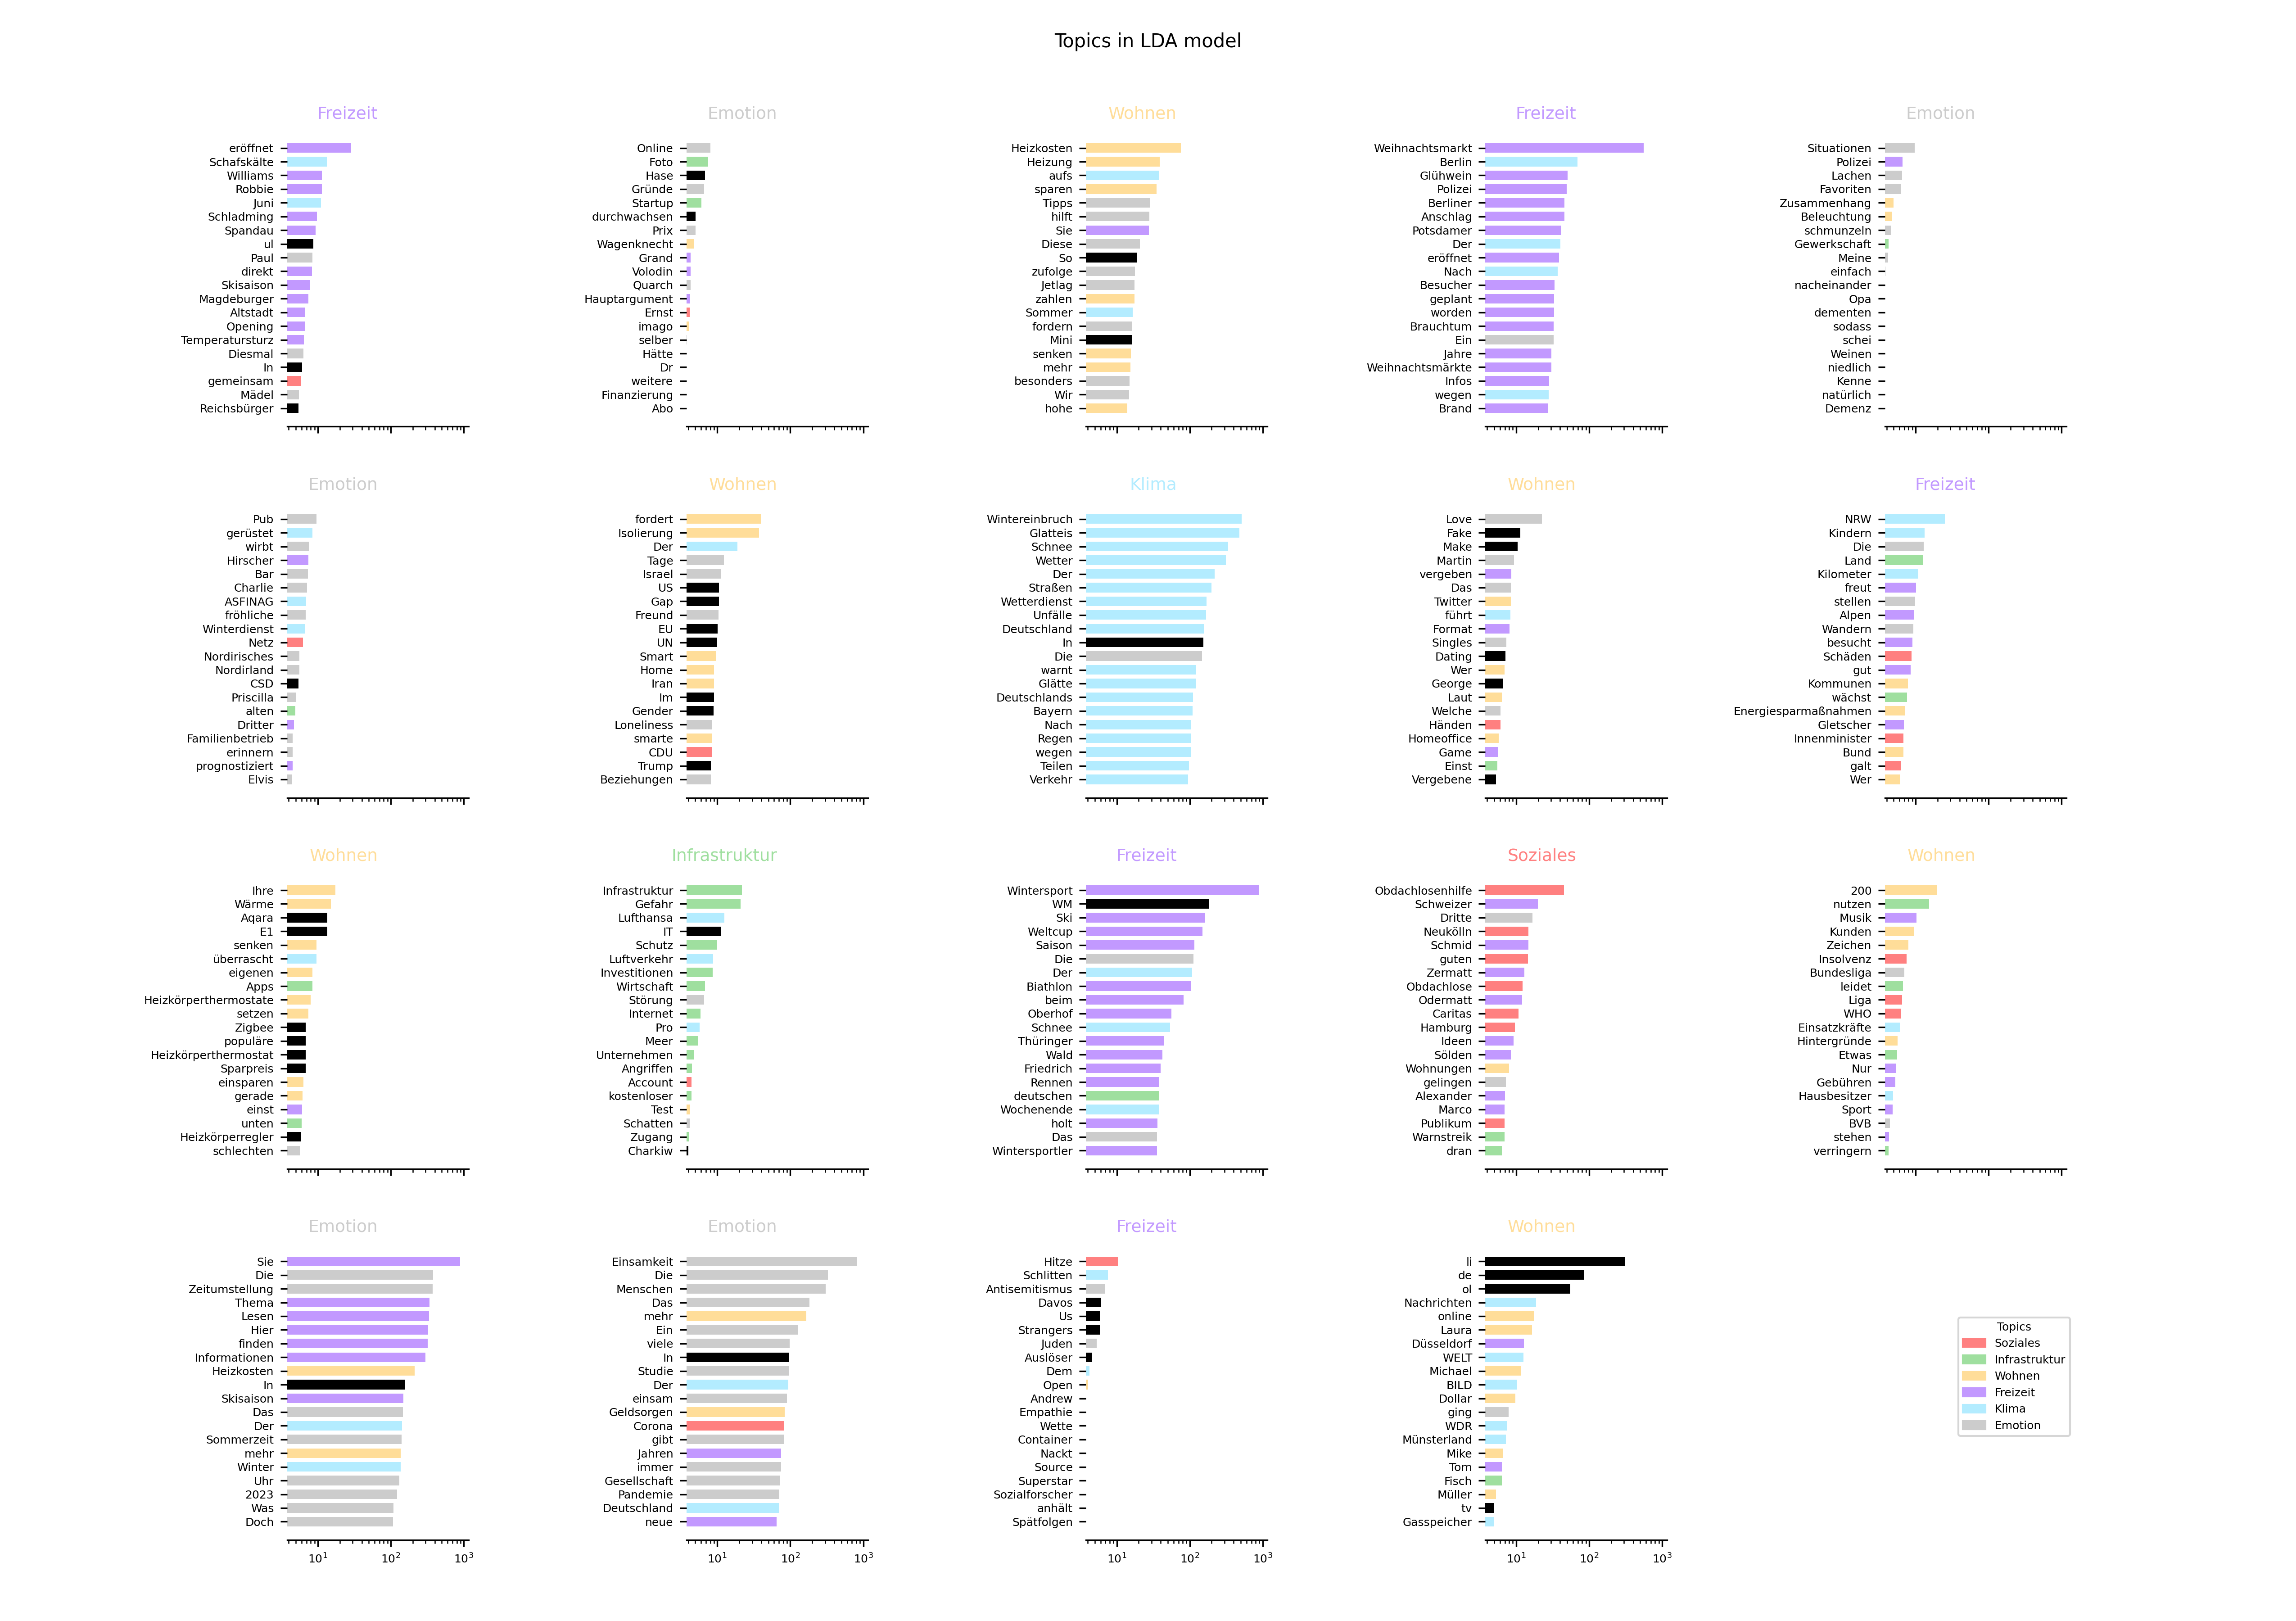 Topics in LDA model
Freizeit
eröffnet
Schafskälte
Williams
Robbie
Juni
Schladming
Spandau
ul
Paul
direkt
Skisaison
Magdeburger
Altstadt
Opening
Temperatursturz
Diesmal
In
gemeinsam
Mädel
Reichsbürger
Emotion
Online
Foto
Hase
Gründe
Startup
durchwachsen
Prix
Wagenknecht
Grand
Volodin
Quarch
Hauptargument
Ernst
imago
selber
Hätte
Dr
weitere
Finanzierung
Abo
Wohnen
Heizkosten
Heizung
aufs
sparen
Tipps
hilft
Sie
Diese
So
zufolge
Jetlag
zahlen
Sommer
fordern
Mini
senken
mehr
besonders
Wir
hohe
Freizeit
Weihnachtsmarkt
Berlin
Glühwein
Polizei
Berliner
Anschlag
Potsdamer
Der
eröffnet
Nach
Besucher
geplant
worden
Brauchtum
Ein
Jahre
Weihnachtsmärkte
Infos
wegen
Brand
Emotion
Situationen
Polizei
Lachen
Favoriten
Zusammenhang
Beleuchtung
schmunzeln
Gewerkschaft
Meine
einfach
nacheinander
Opa
dementen
sodass
schei
Weinen
niedlich
Kenne
natürlich
Demenz
Emotion
Pub
gerüstet
wirbt
Hirscher
Bar
Charlie
ASFINAG
fröhliche
Winterdienst
Netz
Nordirisches
Nordirland
CSD
Priscilla
alten
Dritter
Familienbetrieb
erinnern
prognostiziert
Elvis
Wohnen
fordert
Isolierung
Der
Tage
Israel
US
Gap
Freund
EU
UN
Smart
Home
Iran
Im
Gender
Loneliness
smarte
CDU
Trump
Beziehungen
Klima
Wintereinbruch
Glatteis
Schnee
Wetter
Der
Straßen
Wetterdienst
Unfälle
Deutschland
In
Die
warnt
Glätte
Deutschlands
Bayern
Nach
Regen
wegen
Teilen
Verkehr
Wohnen
Love
Fake
Make
Martin
vergeben
Das
Twitter
führt
Format
Singles
Dating
Wer
George
Laut
Welche
Händen
Homeoffice
Game
Einst
Vergebene
Freizeit
NRW
Kindern
Die
Land
Kilometer
freut
stellen
Alpen
Wandern
besucht
Schäden
gut
Kommunen
wächst
Energiesparmaßnahmen
Gletscher
Innenminister
Bund
galt
Wer
Wohnen
Ihre
Wärme
Aqara
E1
senken
überrascht
eigenen
Apps
Heizkörperthermostate
setzen
Zigbee
populäre
Heizkörperthermostat
Sparpreis
einsparen
gerade
einst
unten
Heizkörperregler
schlechten
Infrastruktur
Infrastruktur
Gefahr
Lufthansa
IT
Schutz
Luftverkehr
Investitionen
Wirtschaft
Störung
Internet
Pro
Meer
Unternehmen
Angriffen
Account
kostenloser
Test
Schatten
Zugang
Charkiw
Freizeit
Wintersport
WM
Ski
Weltcup
Saison
Die
Der
Biathlon
beim
Oberhof
Schnee
Thüringer
Wald
Friedrich
Rennen
deutschen
Wochenende
holt
Das
Wintersportler
Soziales
Obdachlosenhilfe
Schweizer
Dritte
Neukölln
Schmid
guten
Zermatt
Obdachlose
Odermatt
Caritas
Hamburg
Ideen
Sölden
Wohnungen
gelingen
Alexander
Marco
Publikum
Warnstreik
dran
Wohnen
200
nutzen
Musik
Kunden
Zeichen
Insolvenz
Bundesliga
leidet
Liga
WHO
Einsatzkräfte
Hintergründe
Etwas
Nur
Gebühren
Hausbesitzer
Sport
BVB
stehen
verringern
Emotion
Sie
Die
Zeitumstellung
Thema
Lesen
Hier
finden
Informationen
Heizkosten
In
Skisaison
Das
Der
Sommerzeit
mehr
Winter
Uhr
2023
Was
Doch
10¹ 10² 10³
Emotion
Einsamkeit
Die
Menschen
Das
mehr
Ein
viele
In
Studie
Der
einsam
Geldsorgen
Corona
gibt
Jahren
immer
Gesellschaft
Pandemie
Deutschland
neue
10¹ 10² 10³
Freizeit
Hitze
Schlitten
Antisemitismus
Davos
Us
Strangers
Juden
Auslöser
Dem
Open
Andrew
Empathie
Wette
Container
Nackt
Source
Superstar
Sozialforscher
anhält
Spätfolgen
10¹ 10² 10³
Wohnen
li
de
ol
Nachrichten
online
Laura
Düsseldorf
WELT
Michael
BILD
Dollar
ging
WDR
Münsterland
Mike
Tom
Fisch
Müller
tv
Gasspeicher
10¹ 10² 10³
Topics
Soziales
Infrastruktur
Wohnen
Freizeit
Klima
Emotion